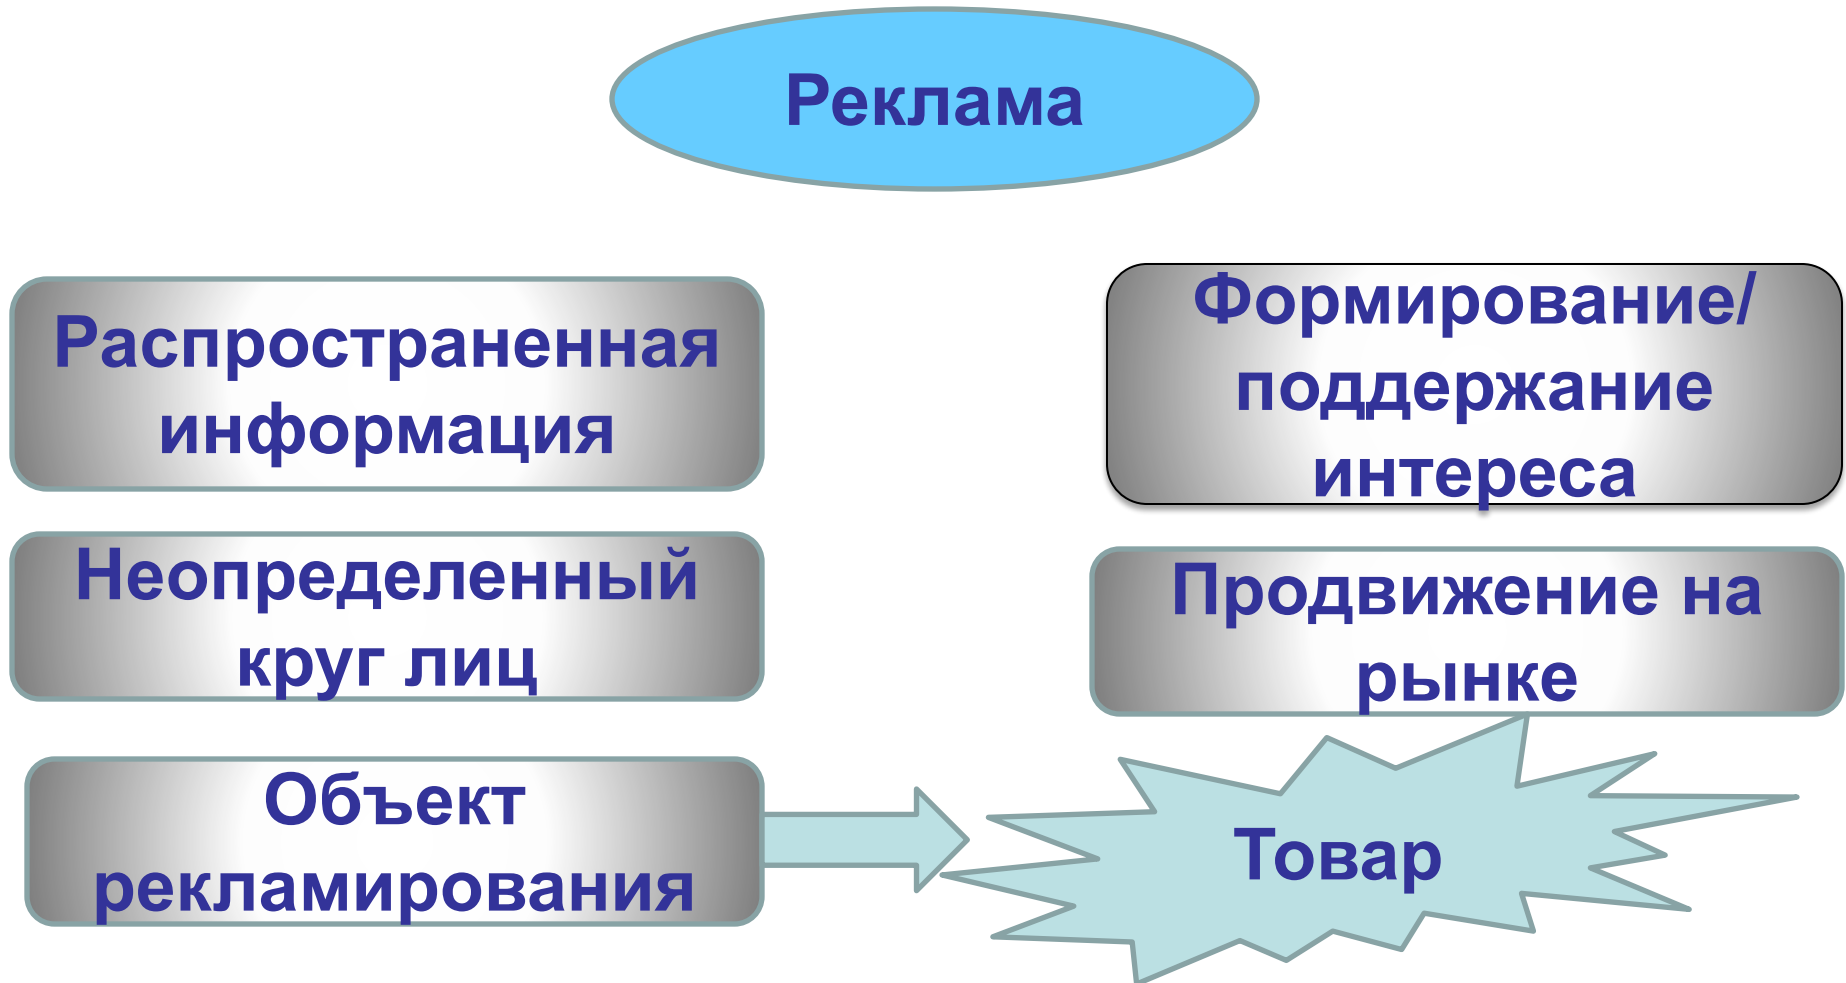 Реклама
Распространенная
информация
Неопределенный
круг лиц
Объект
рекламирования
Формирование/
поддержание
интереса
Продвижение на
рынке
Товар